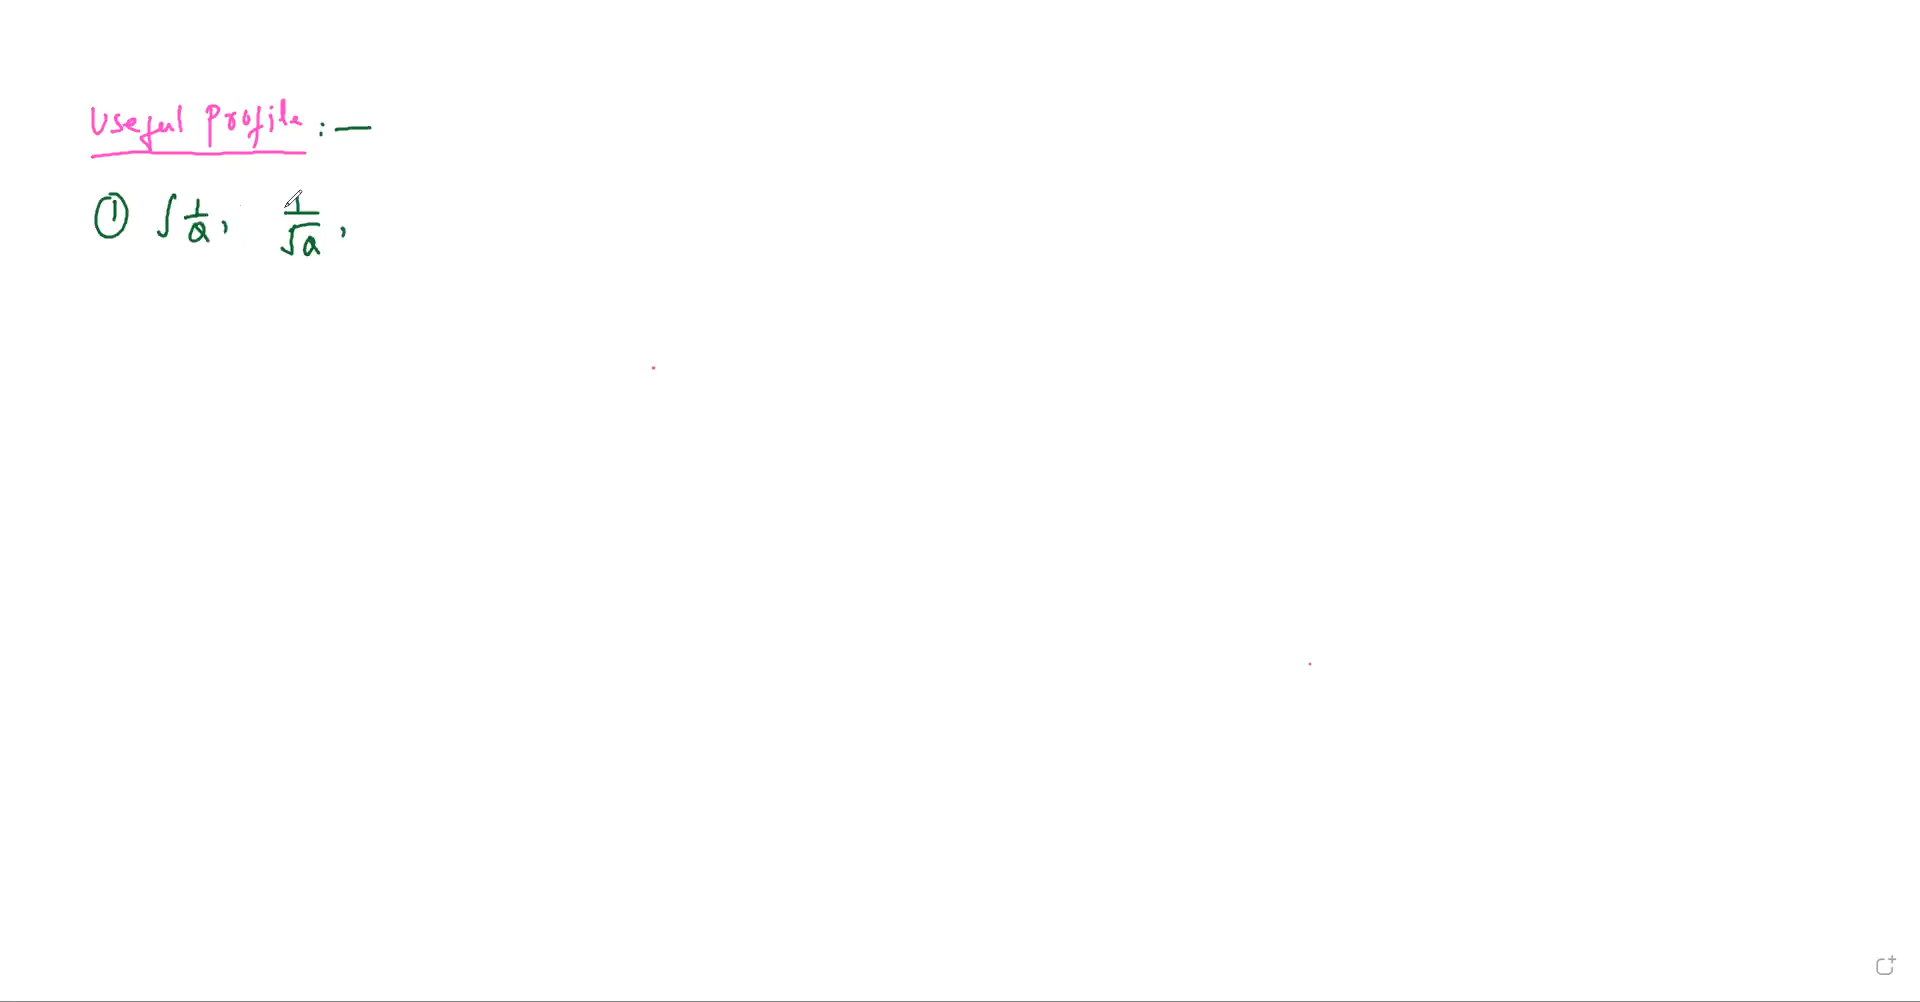 Useful Profile : —
① ∫ 1/Q , 1/√Q ,